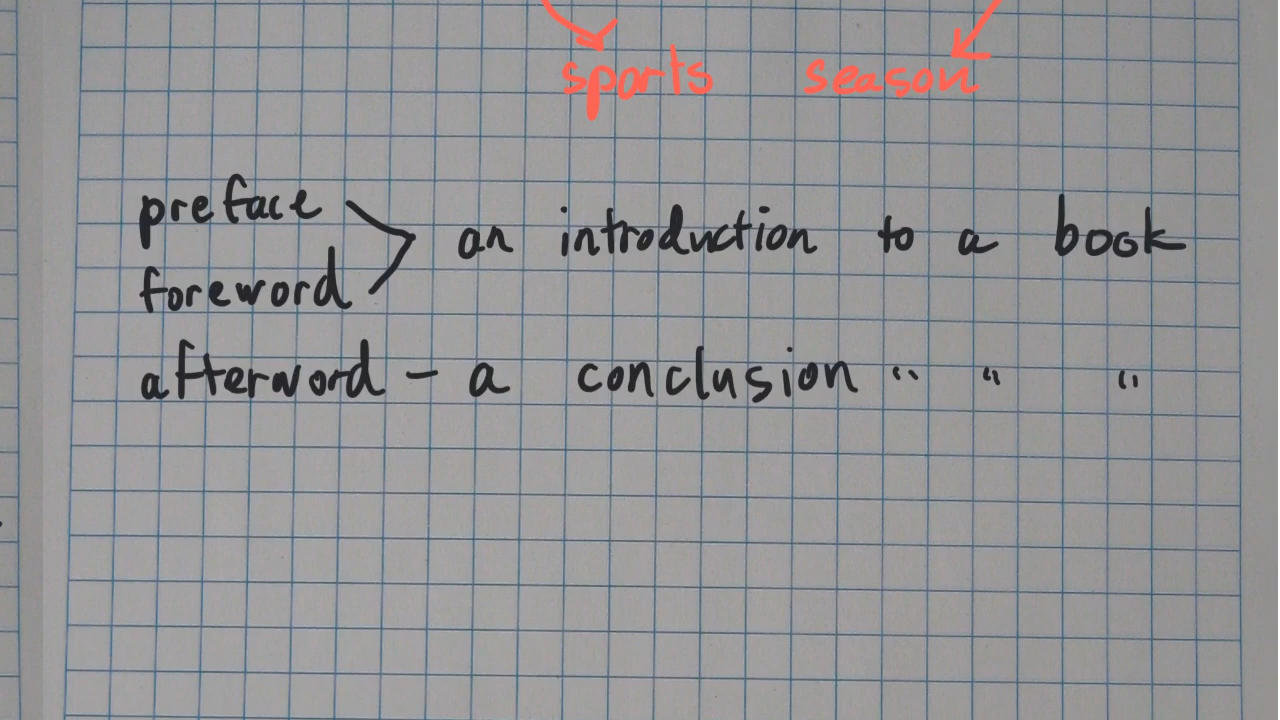 sports season
preface
an introduction to a book
foreword
afterword - a conclusion " " "